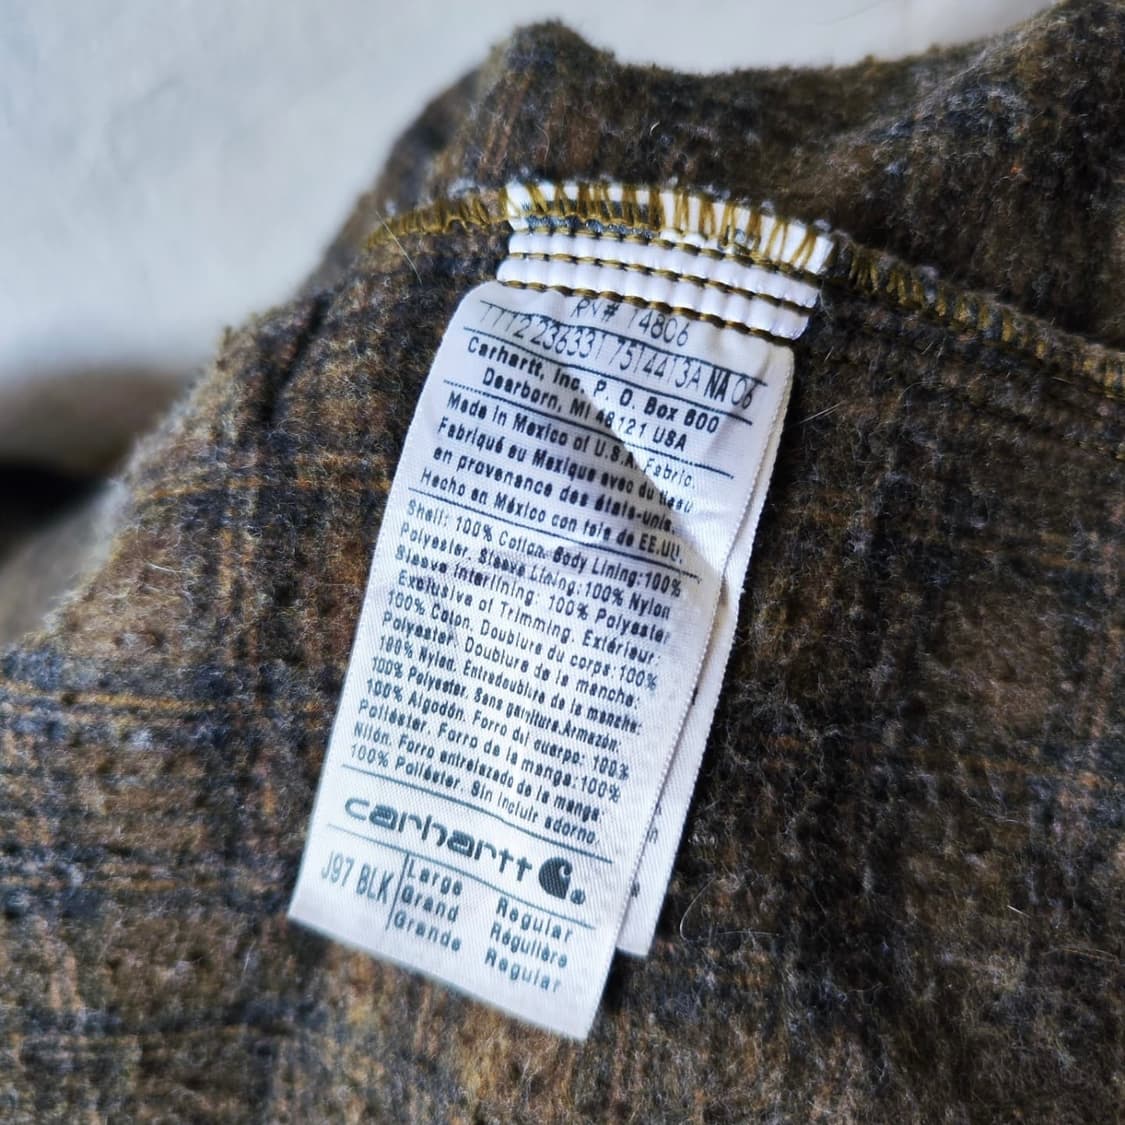 RN# 14806
1112 236331 7514413A NA 06
Carhartt, Inc. P. O. Box 600
Dearborn, MI 48121 USA
Made in Mexico of U.S.A. Fabric.
Fabriqué au Mexique avec du tissu
en provenance des états-unis.
Hecho en México con tela de EE.UU.
Shell: 100% Cotton. Body Lining:100%
Polyester. Sleeve Lining:100% Nylon
Sleeve Interlining: 100% Polyester
Exclusive of Trimming. Extérieur:
100% Coton. Doublure du corps:100%
Polyester. Doublure de la manche:
100% Nylon. Entredoublure de la manche:
100% Polyester. Sans garniture.Armazón:
100% Algodón. Forro del cuerpo: 100%
Poliéster. Forro de la manga:100%
Nilón. Forro entrelazado de la manga:
100% Poliéster. Sin incluir adorno.
carhartt
J97 BLK Large Regular
Grand Régulière
Grande Regular